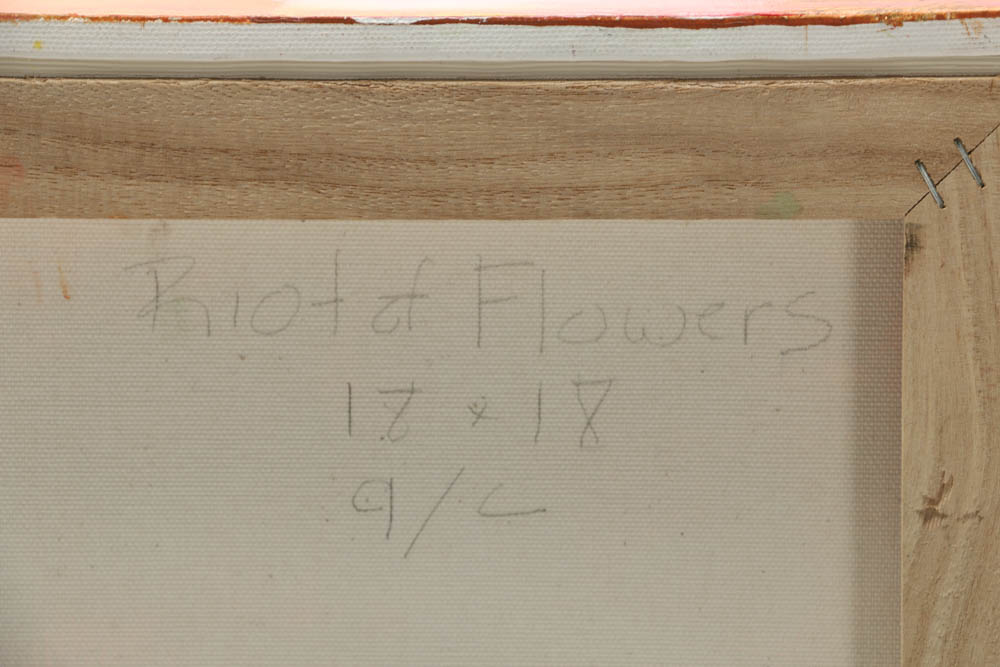 Riot of Flowers
18 x 18
a/c